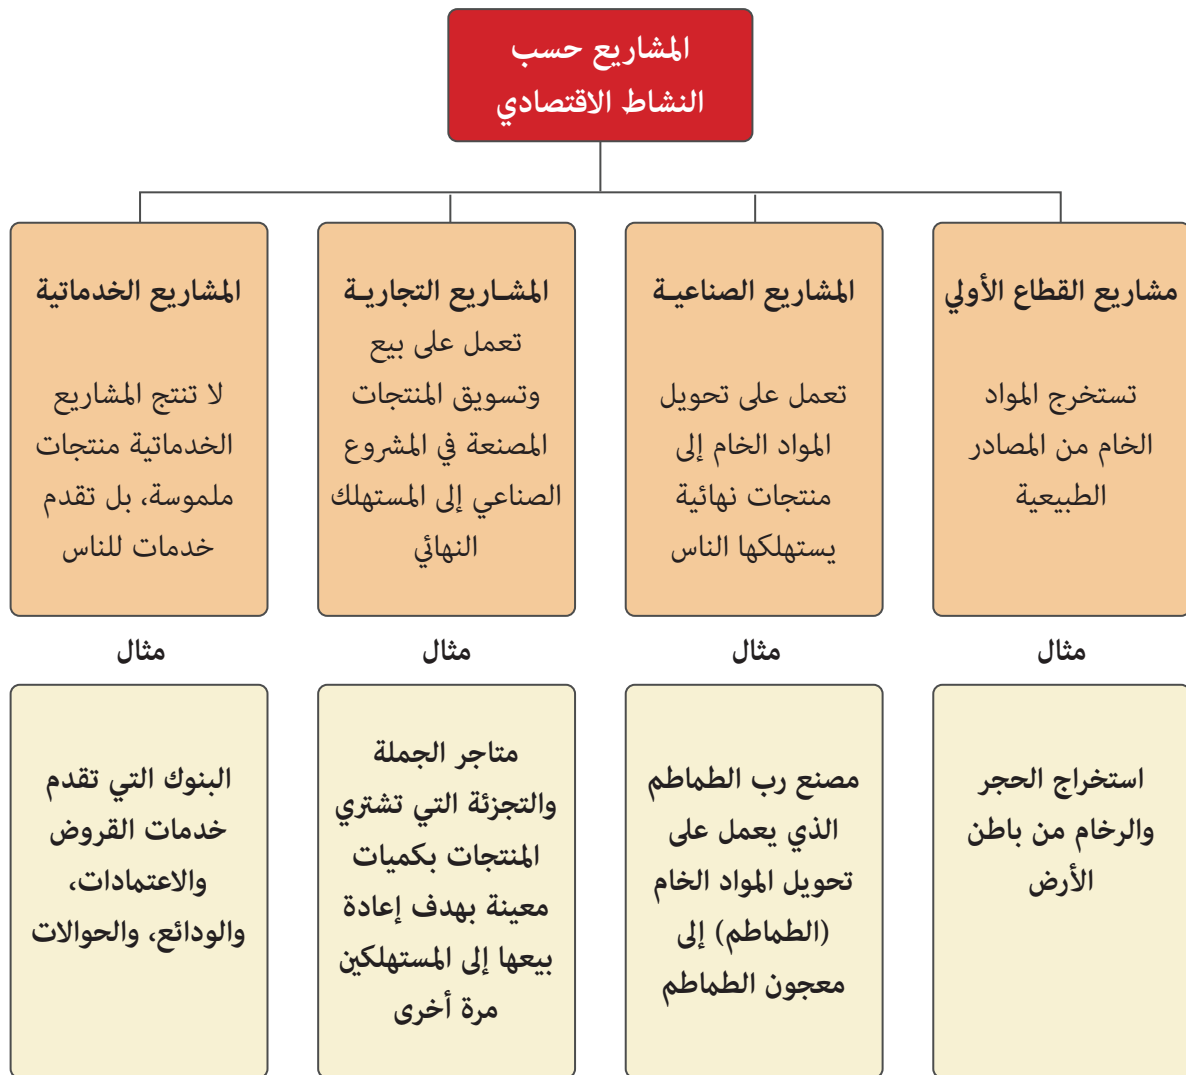 المشاريع حسب
النشاط الاقتصادي
مشاريع القطاع الأولي
تستخرج المواد
الخام من المصادر
الطبيعية
مثال
استخراج الحجر
والرخام من باطن
الأرض
المشاريع الصناعيـة
تعمل على تحويل
المواد الخام إلى
منتجات نهائية
يستهلكها الناس
مثال
مصنع رب الطماطم
الذي يعمل على
تحويل المواد الخام
(الطماطم) إلى
معجون الطماطم
المشـاريع التجاريـة
تعمل على بيع
وتسويق المنتجات
المصنعة في المشروع
الصناعي إلى المستهلك
النهائي
مثال
متاجر الجملة
والتجزئة التي تشتري
المنتجات بكميات
معينة بهدف إعادة
بيعها إلى المستهلكين
مرة أخرى
المشاريع الخدماتية
لا تنتج المشاريع
الخدماتية منتجات
ملموسة، بل تقدم
خدمات للناس
مثال
البنوك التي تقدم
خدمات القروض
والاعتمادات،
والودائع، والحوالات